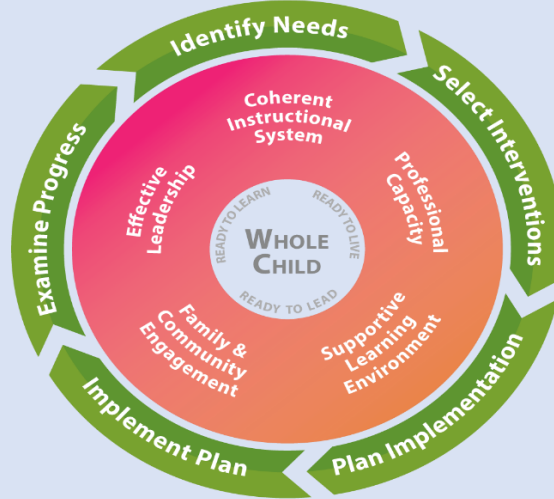 Identify Needs
Select Interventions
Plan Implementation
Implement Plan
Examine Progress
Coherent
Instructional
System
Professional
Capacity
Supportive
Learning
Environment
Family &
Community
Engagement
Effective
Leadership
READY TO LEARN
READY TO LIVE
READY TO LEAD
WHOLE
CHILD